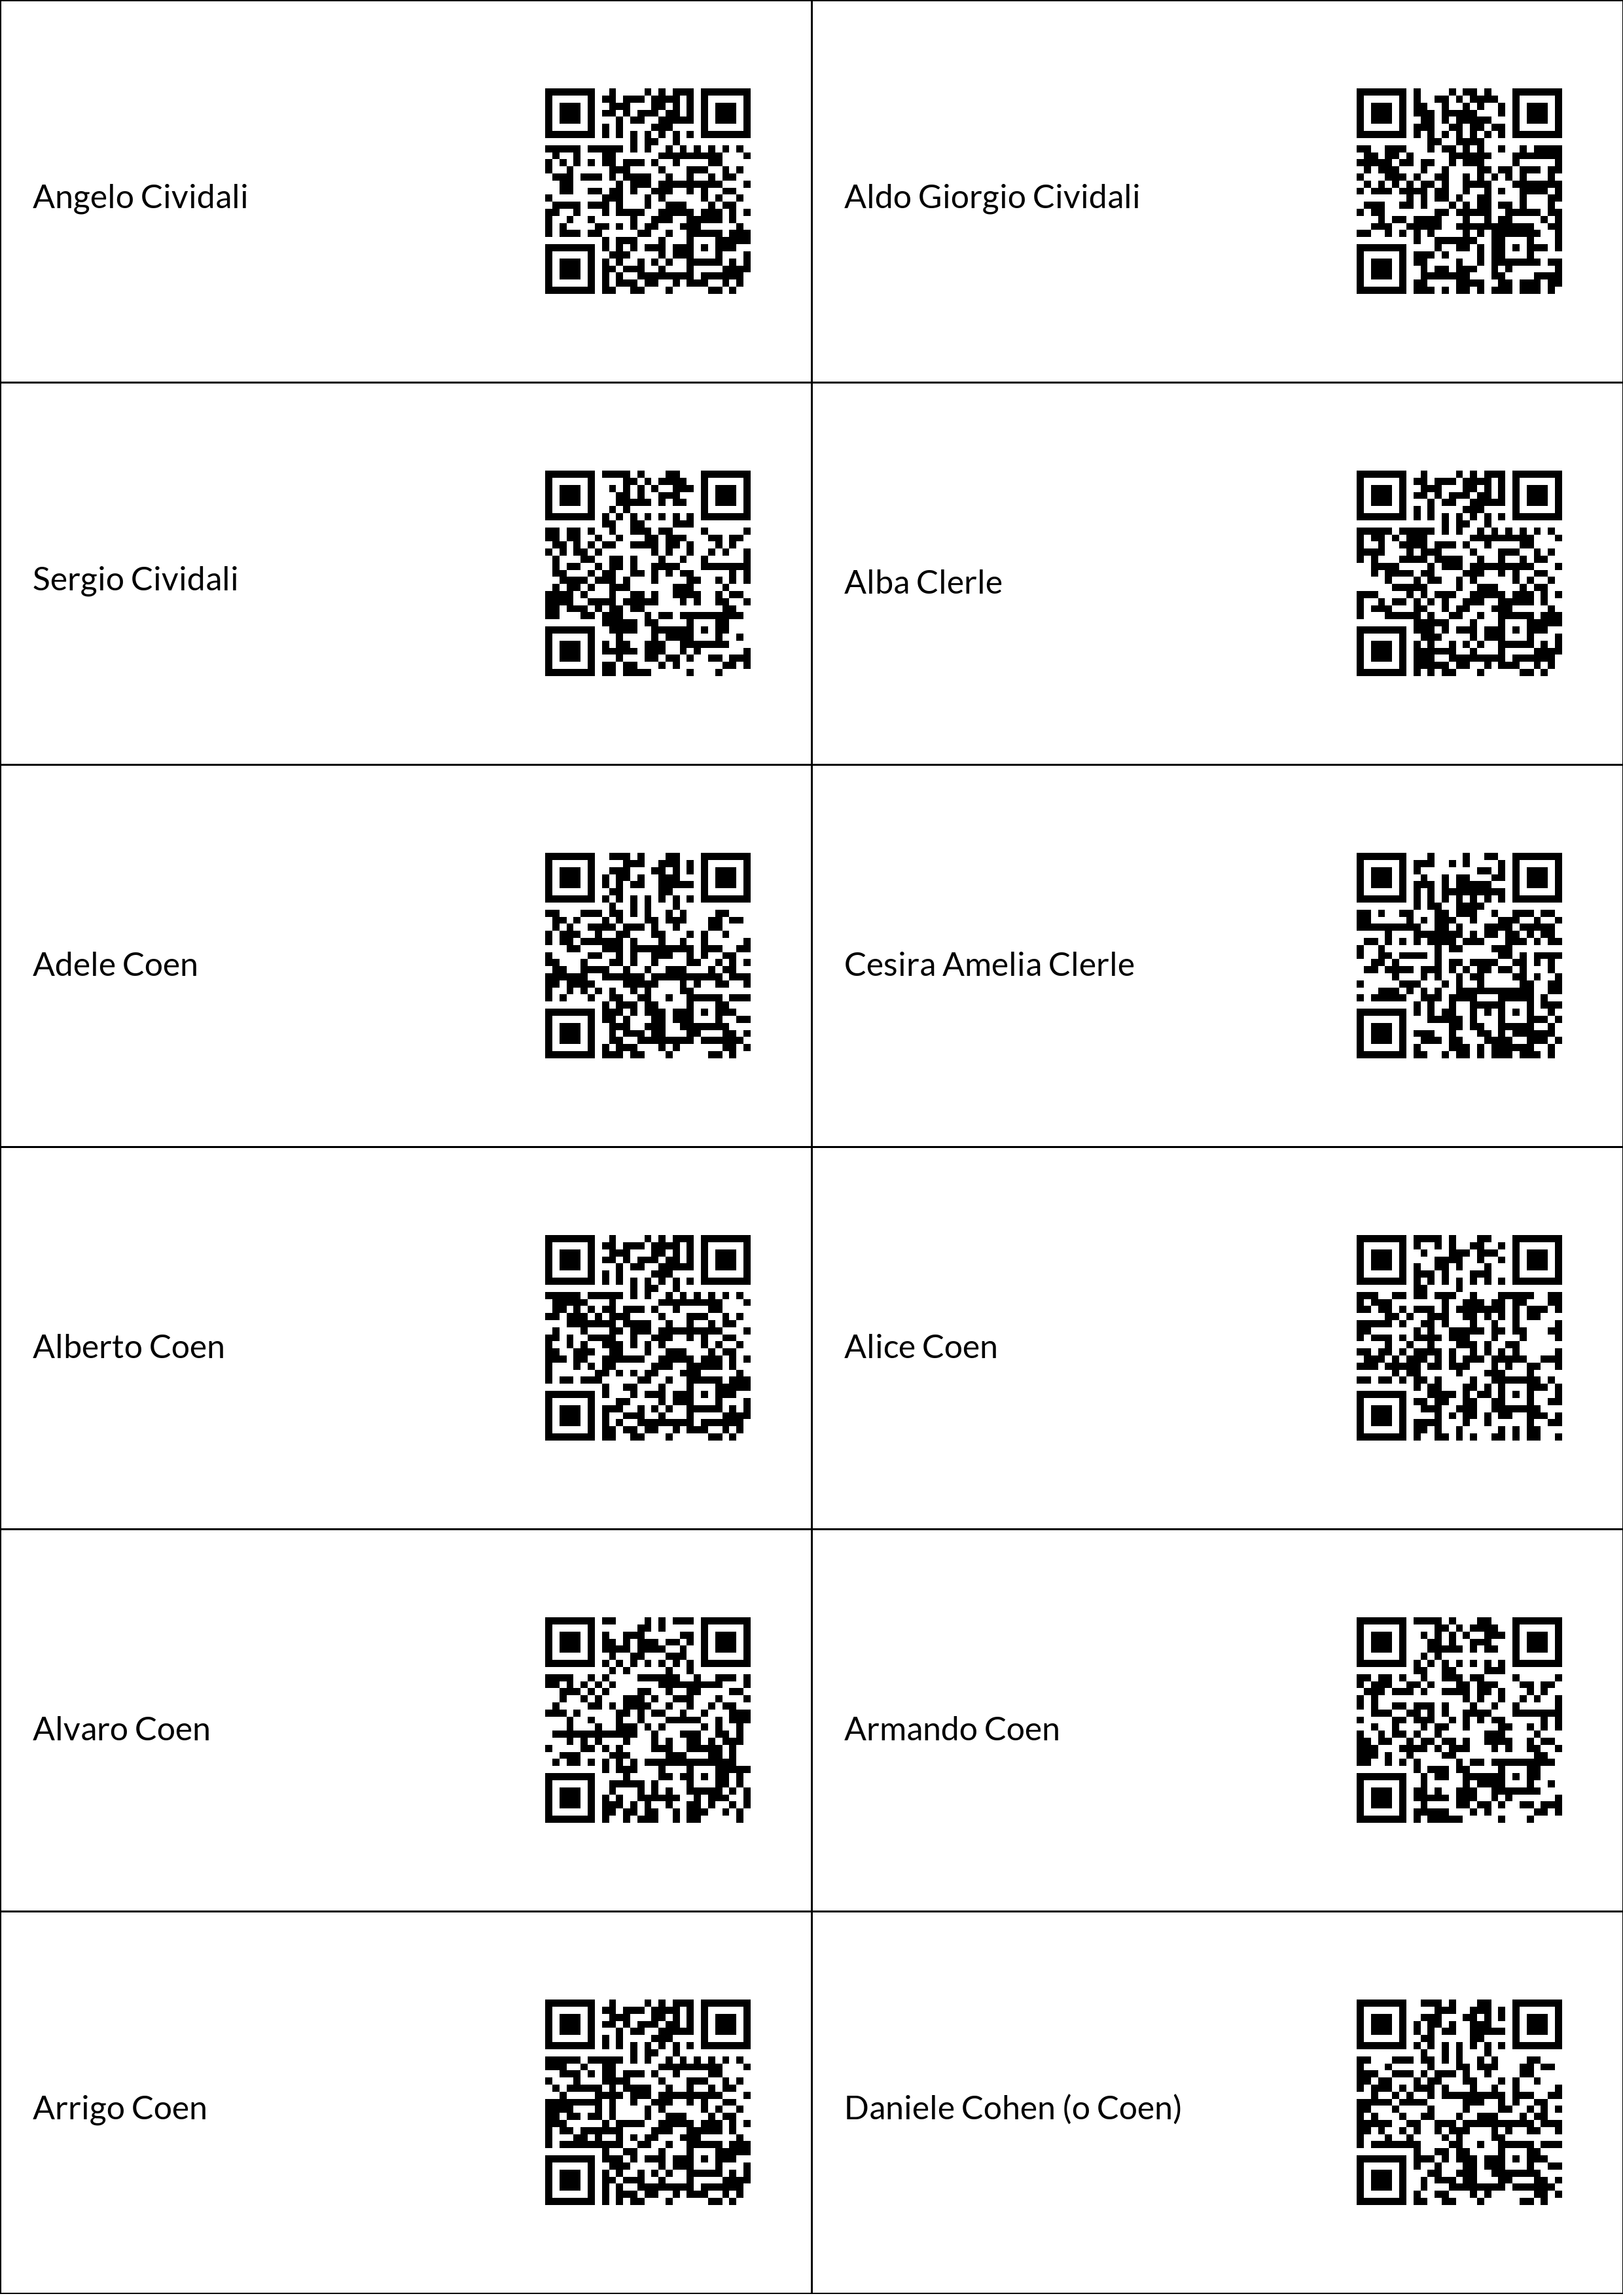 Angelo Cividali
Aldo Giorgio Cividali
Sergio Cividali
Alba Clerle
Adele Coen
Cesira Amelia Clerle
Alberto Coen
Alice Coen
Alvaro Coen
Armando Coen
Arrigo Coen
Daniele Cohen (o Coen)